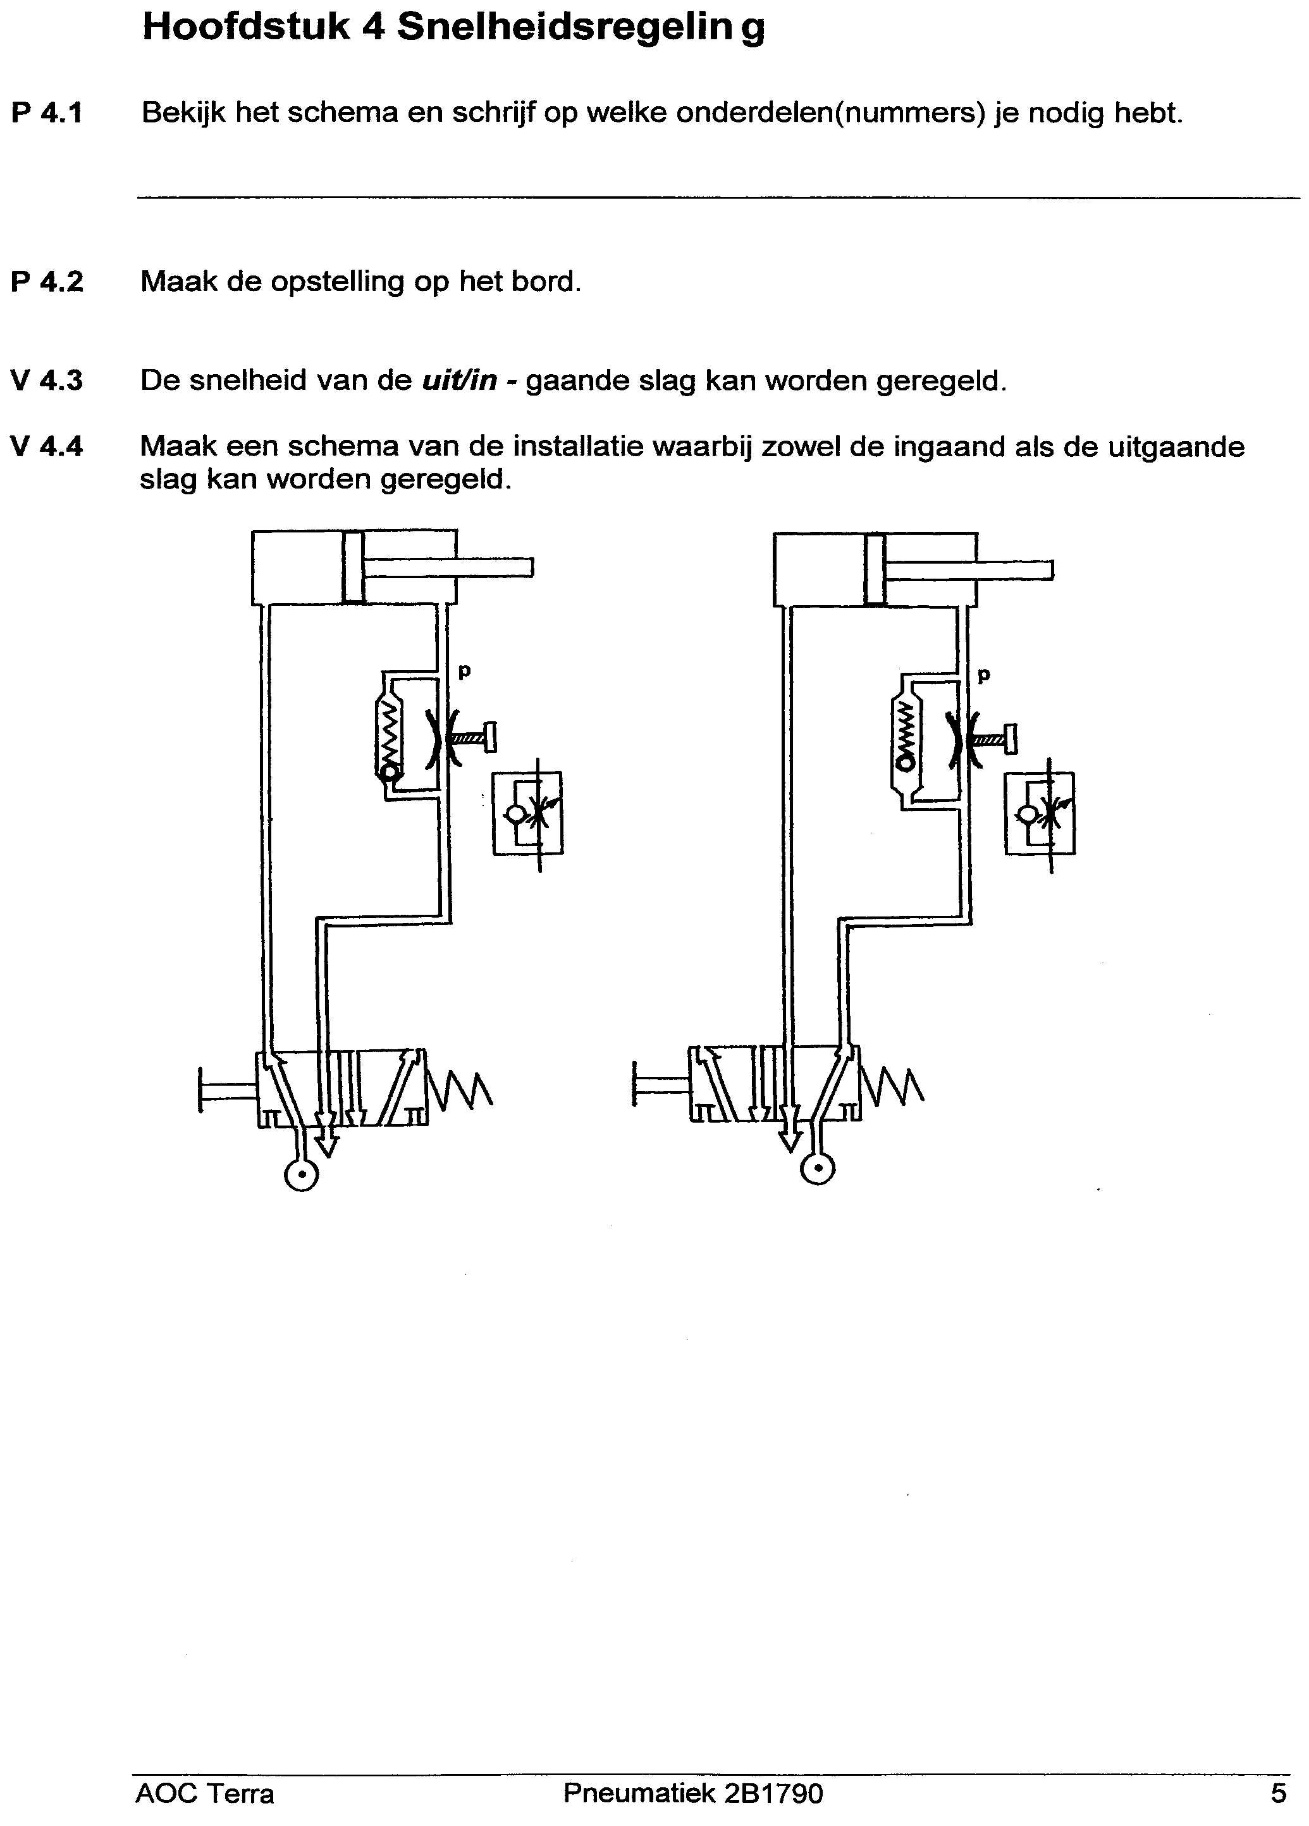 Hoofdstuk 4 Snelheidsregeling
P 4.1 Bekijk het schema en schrijf op welke onderdelen(nummers) je nodig hebt.
P 4.2 Maak de opstelling op het bord.
V 4.3 De snelheid van de uit/in - gaande slag kan worden geregeld.
V 4.4 Maak een schema van de installatie waarbij zowel de ingaand als de uitgaande
slag kan worden geregeld.
p p
AOC Terra Pneumatiek 2B1790 5